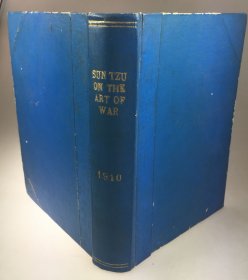 SUN TZU
ON THE
ART OF
WAR
1910